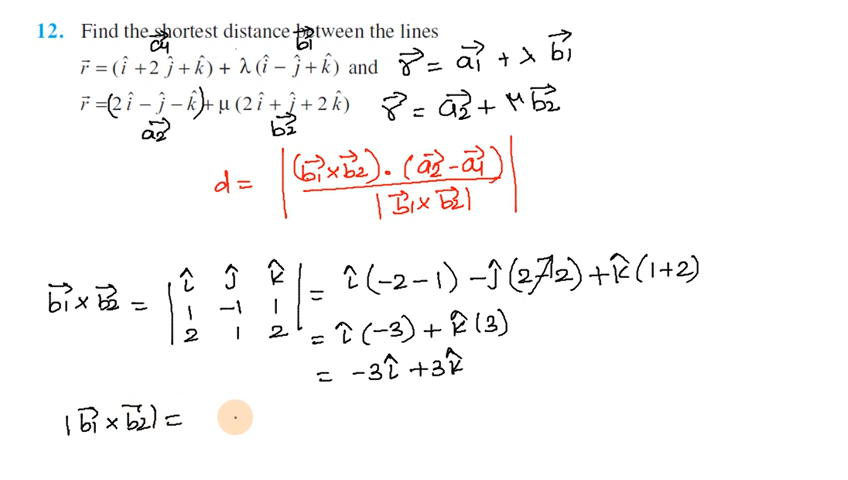 12. Find the shortest distance between the lines
a⃗1 b⃗1
r⃗ = (î + 2ĵ + k̂) + λ(î − ĵ + k̂) and r⃗ = a⃗1 + λ b⃗1
r⃗ = (2î − ĵ − k̂) + μ(2î + ĵ + 2k̂) r⃗ = a⃗2 + μ b⃗2
a⃗2 b⃗2
d = | (b⃗1 × b⃗2) · (a⃗2 − a⃗1) / |b⃗1 × b⃗2| |
b⃗1 × b⃗2 = | î ĵ k̂ |
| 1 −1 1 |
| 2 1 2 |
= î(−2 − 1) − ĵ(2 − 2) + k̂(1 + 2)
= î(−3) + k̂(3)
= −3î + 3k̂
|b⃗1 × b⃗2| =